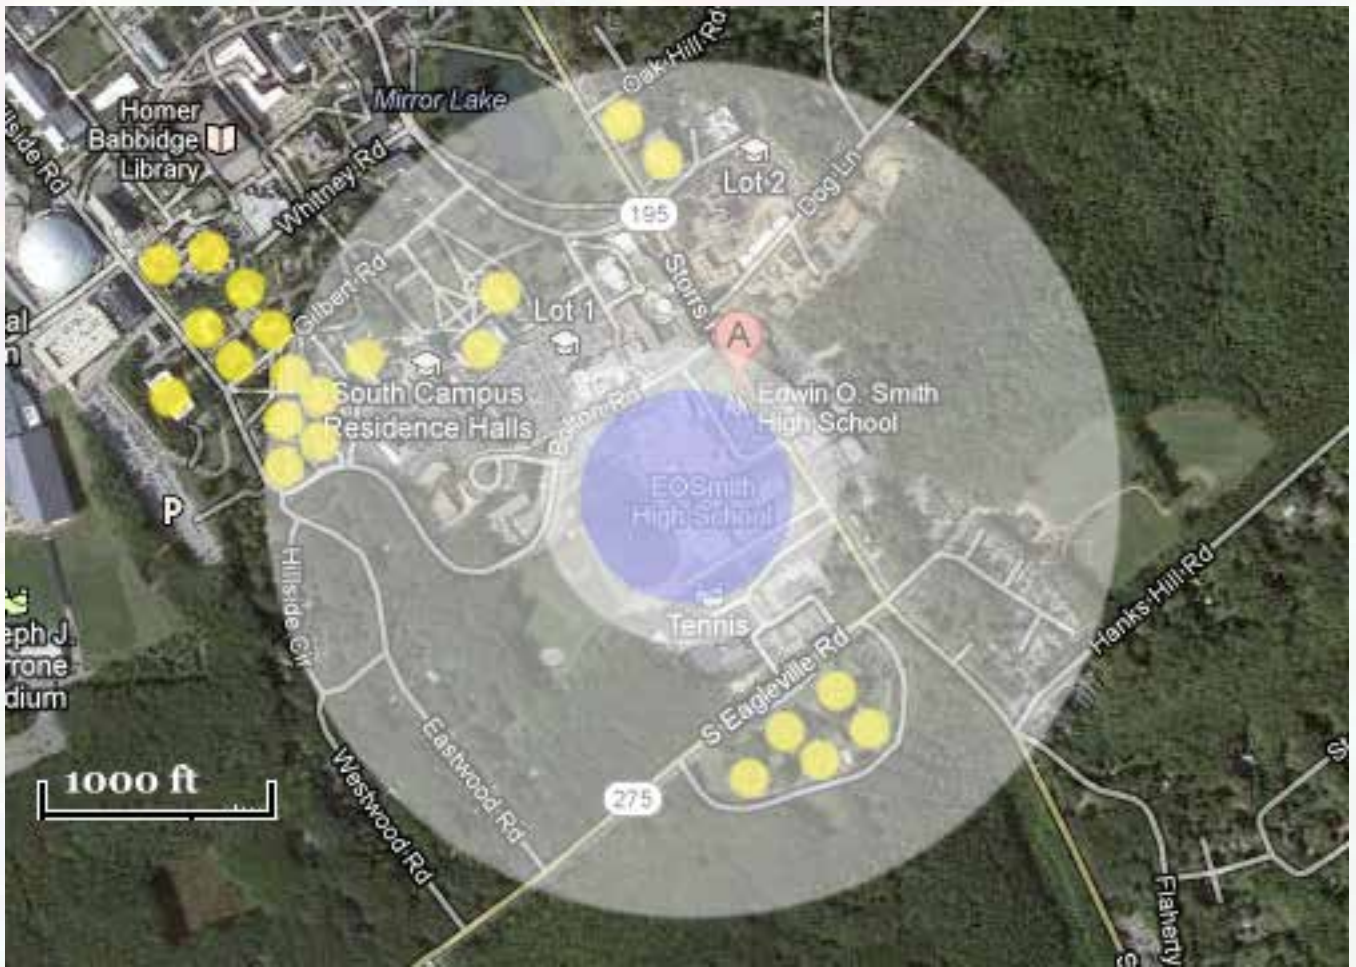 Oak Hill Rd
Mirror Lake
Homer
Babbidge
Library
Whitney Rd
Lot 2
Dog Ln
195
Storrs
Gilbert Rd
Lot 1
A
South Campus
Residence Halls
Bolton Rd
Edwin O. Smith
High School
EOSmith
High School
P
Hillside Cir
Tennis
Hanks Hill Rd
S Eagleville Rd
Eastwood Rd
Westwood Rd
1000 ft
275
Flaherty